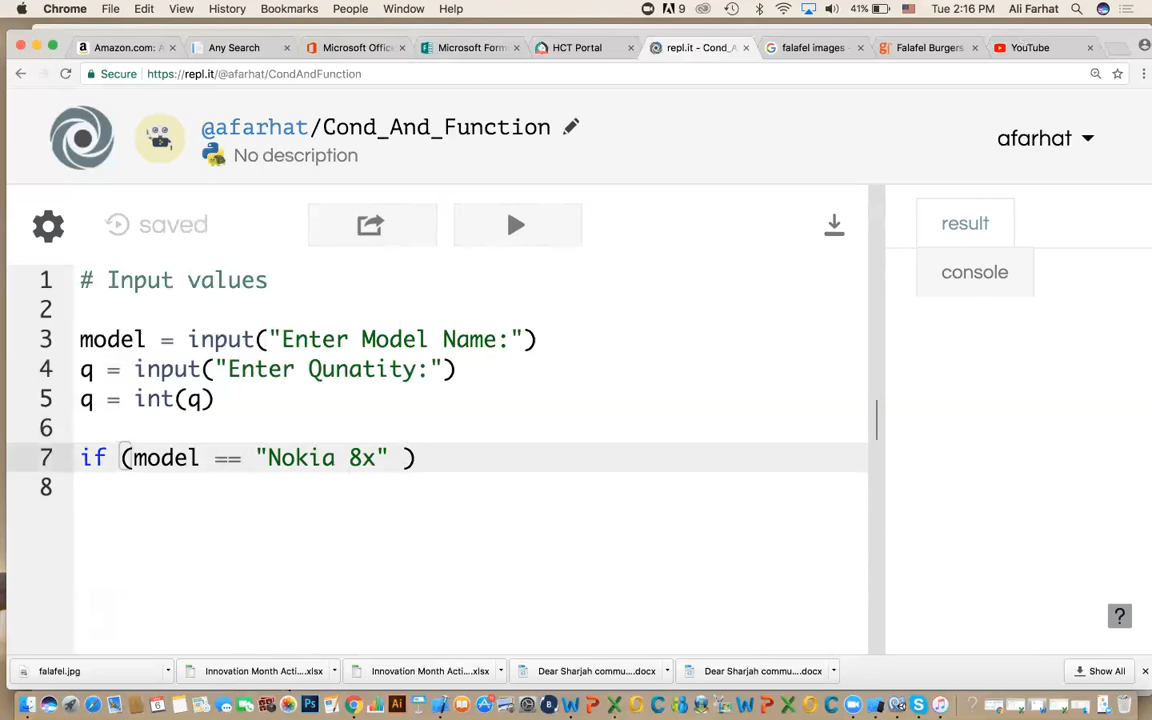 Chrome File Edit View History Bookmarks People Window Help 9 41% Tue 2:16 PM Ali Farhat
Amazon.com: A Any Search Microsoft Offic Microsoft Form HCT Portal repl.it - Cond_A falafel images - Falafel Burgers YouTube
Secure https://repl.it/@afarhat/CondAndFunction
@afarhat/Cond_And_Function
No description
afarhat
saved
result
console
1 # Input values
2
3 model = input("Enter Model Name:")
4 q = input("Enter Qunatity:")
5 q = int(q)
6
7 if (model == "Nokia 8x" )
8
?
falafel.jpg Innovation Month Acti....xlsx Innovation Month Acti....xlsx Dear Sharjah commu....docx Dear Sharjah commu....docx Show All